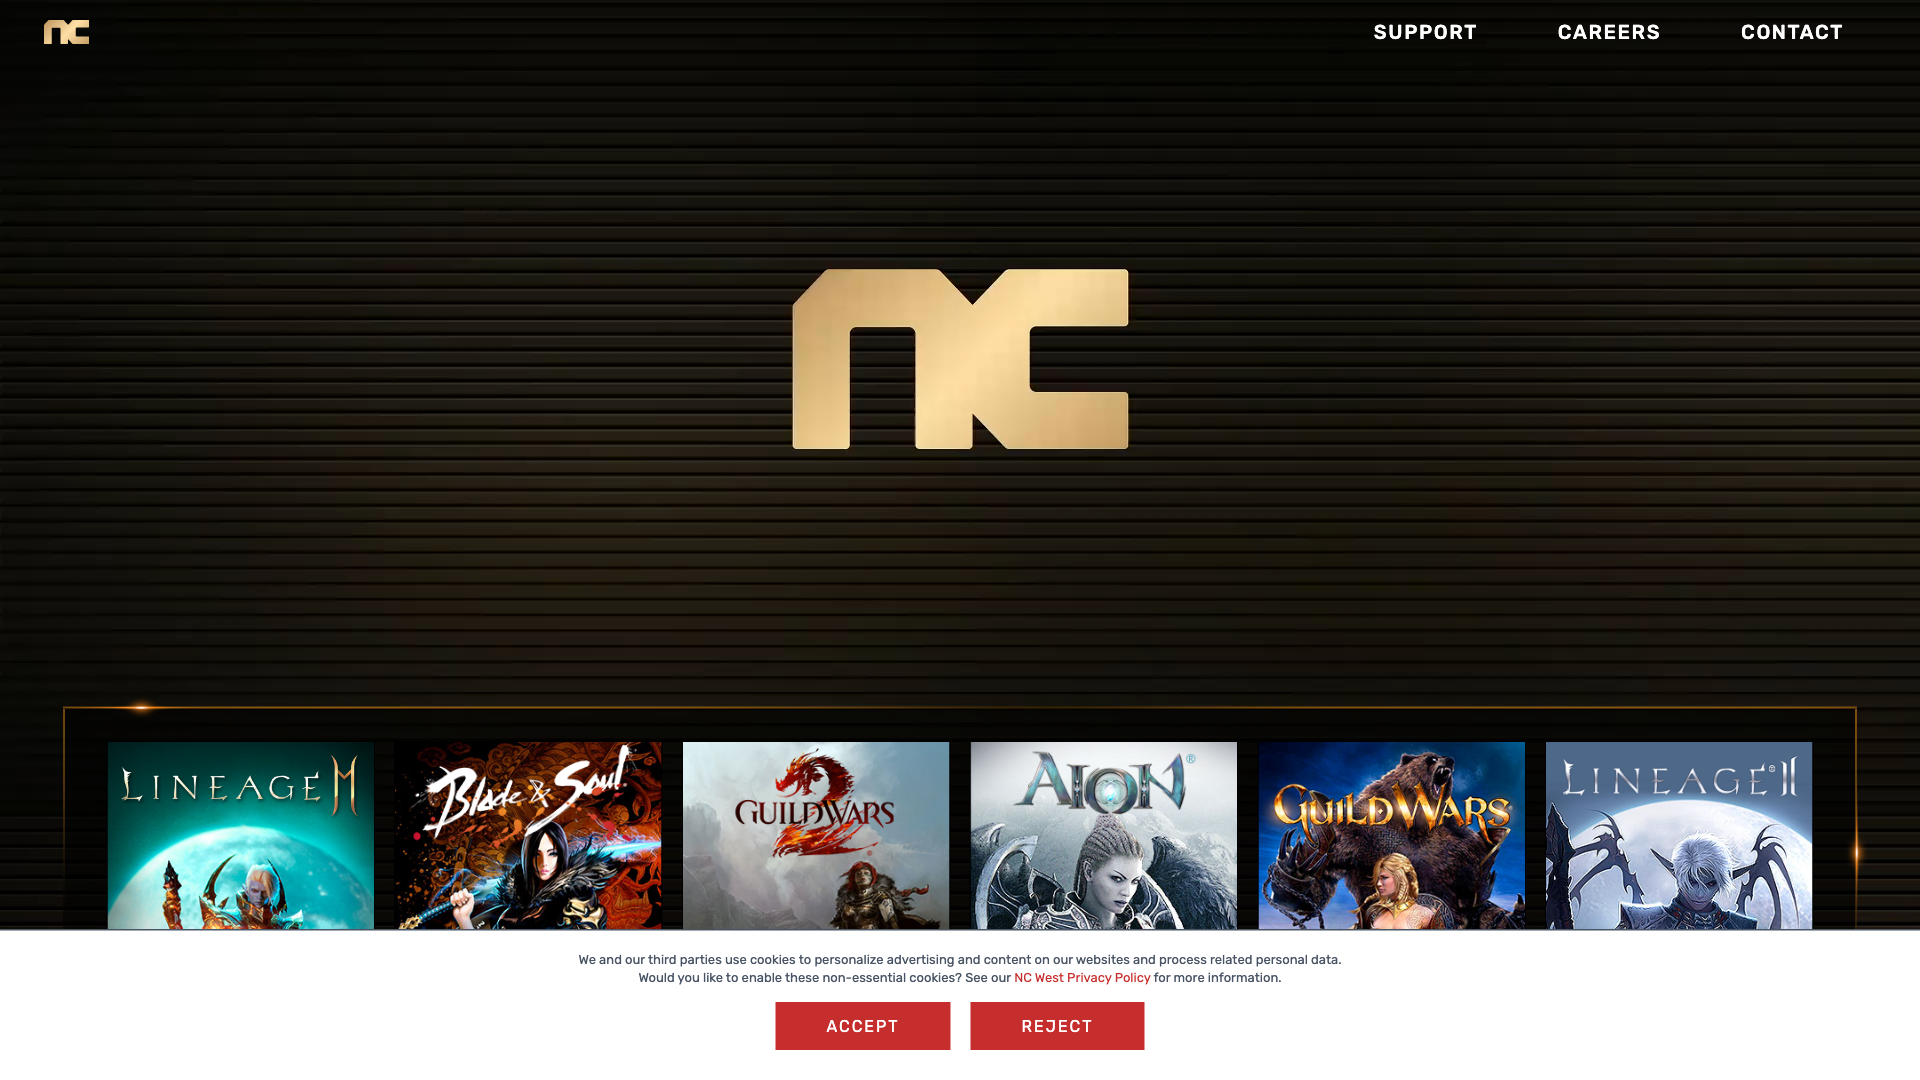 nc
SUPPORT
CAREERS
CONTACT
nc
LINEAGE M
Blade & Soul
GUILD WARS 2
AION®
GUILD WARS
LINEAGE® II
We and our third parties use cookies to personalize advertising and content on our websites and process related personal data.
Would you like to enable these non-essential cookies? See our NC West Privacy Policy for more information.
ACCEPT
REJECT